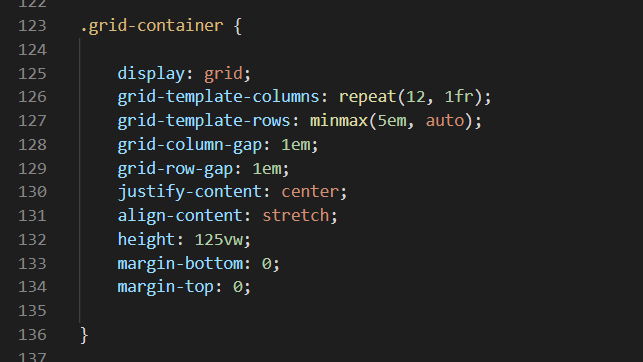 122
123 .grid-container {
124
125 display: grid;
126 grid-template-columns: repeat(12, 1fr);
127 grid-template-rows: minmax(5em, auto);
128 grid-column-gap: 1em;
129 grid-row-gap: 1em;
130 justify-content: center;
131 align-content: stretch;
132 height: 125vw;
133 margin-bottom: 0;
134 margin-top: 0;
135
136 }
137